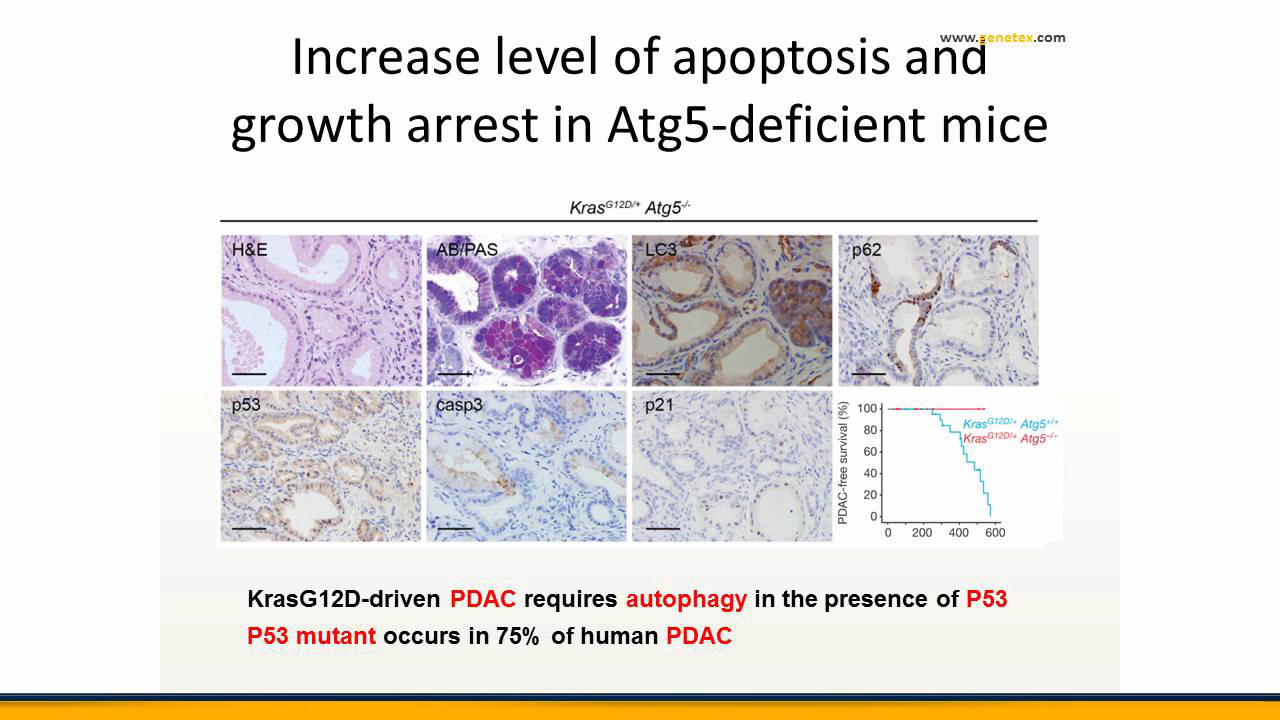 www.genetex.com
Increase level of apoptosis and
growth arrest in Atg5-deficient mice
KrasG12D/+ Atg5-/-
H&E
AB/PAS
LC3
p62
p53
casp3
p21
PDAC-free survival (%)
100
80
60
40
20
0
KrasG12D/+ Atg5+/+
KrasG12D/+ Atg5−/−
0 200 400 600
KrasG12D-driven PDAC requires autophagy in the presence of P53
P53 mutant occurs in 75% of human PDAC